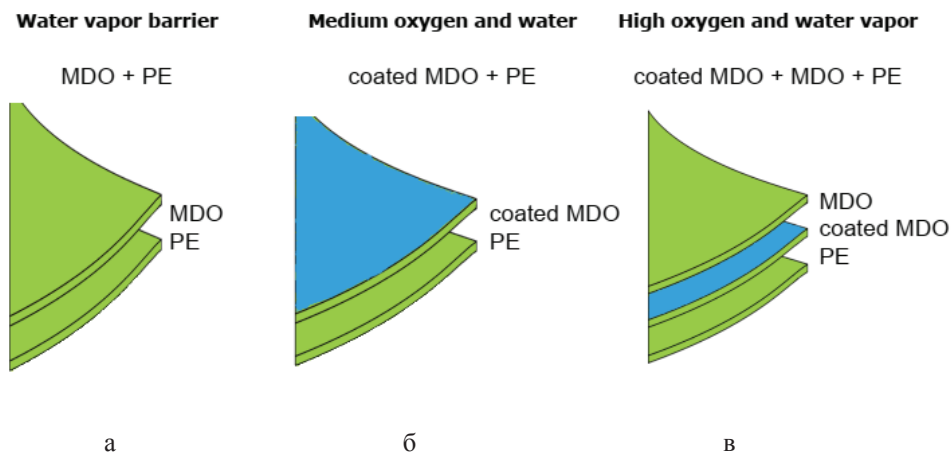 Water vapor barrier
MDO + PE
MDO
PE
а
Medium oxygen and water
coated MDO + PE
coated MDO
PE
б
High oxygen and water vapor
coated MDO + MDO + PE
MDO
coated MDO
PE
в